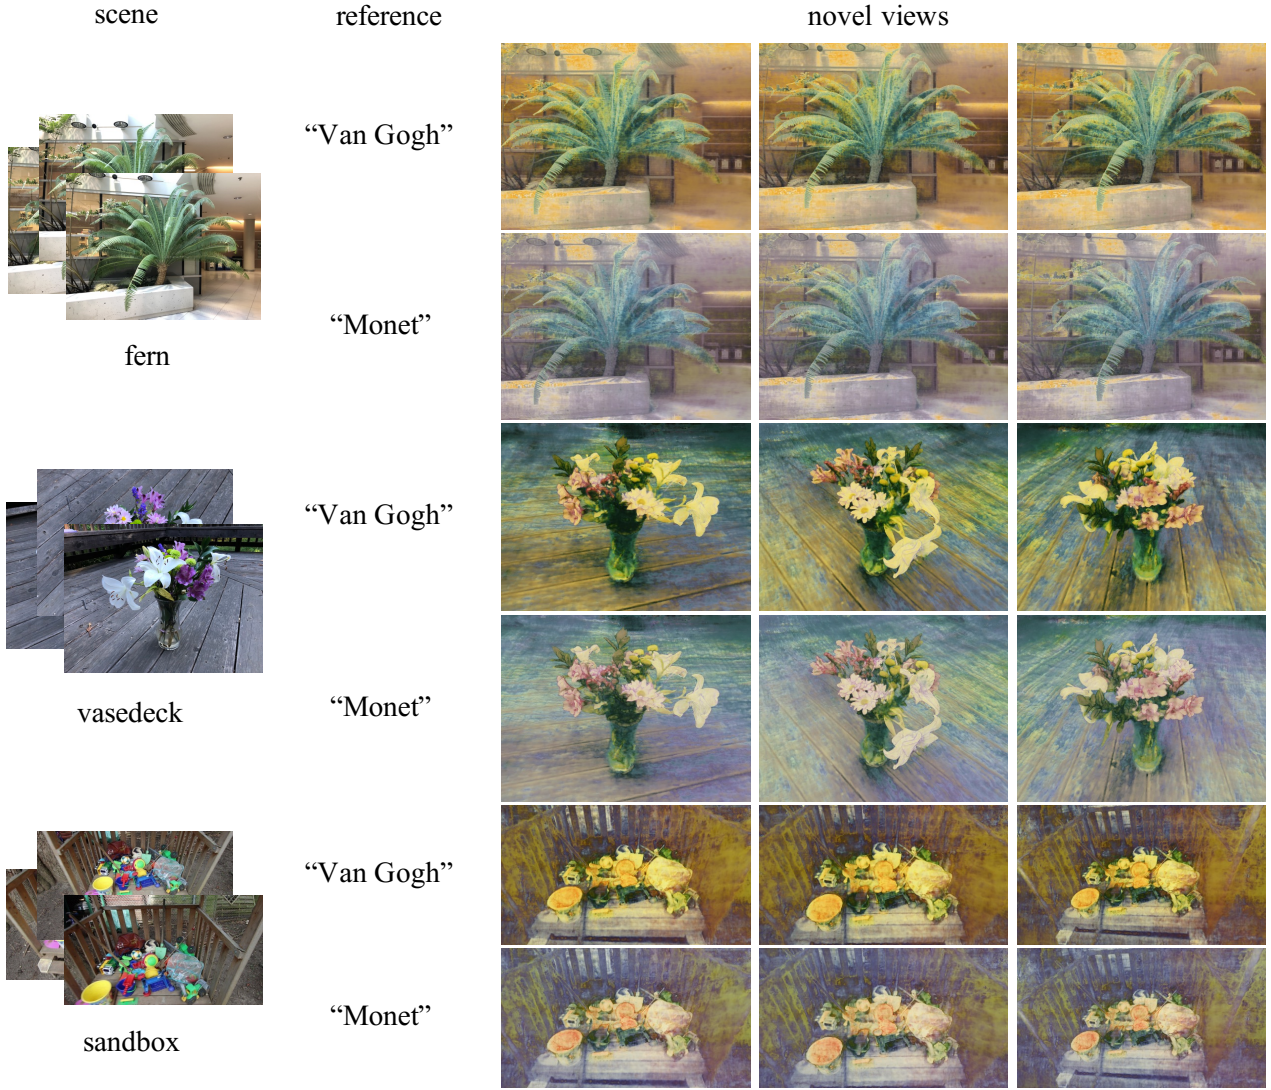 scene
reference
novel views
“Van Gogh”
“Monet”
fern
“Van Gogh”
“Monet”
vasedeck
“Van Gogh”
“Monet”
sandbox